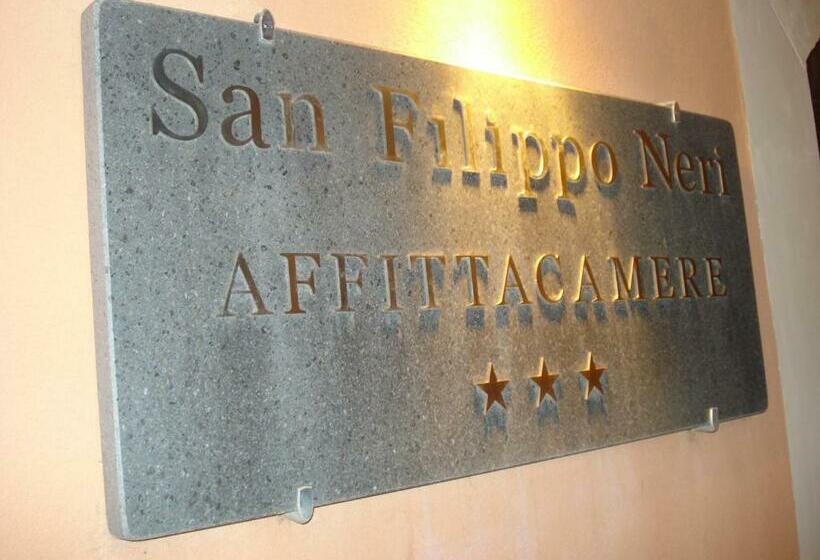 San Filippo Neri
AFFITTACAMERE
★★★